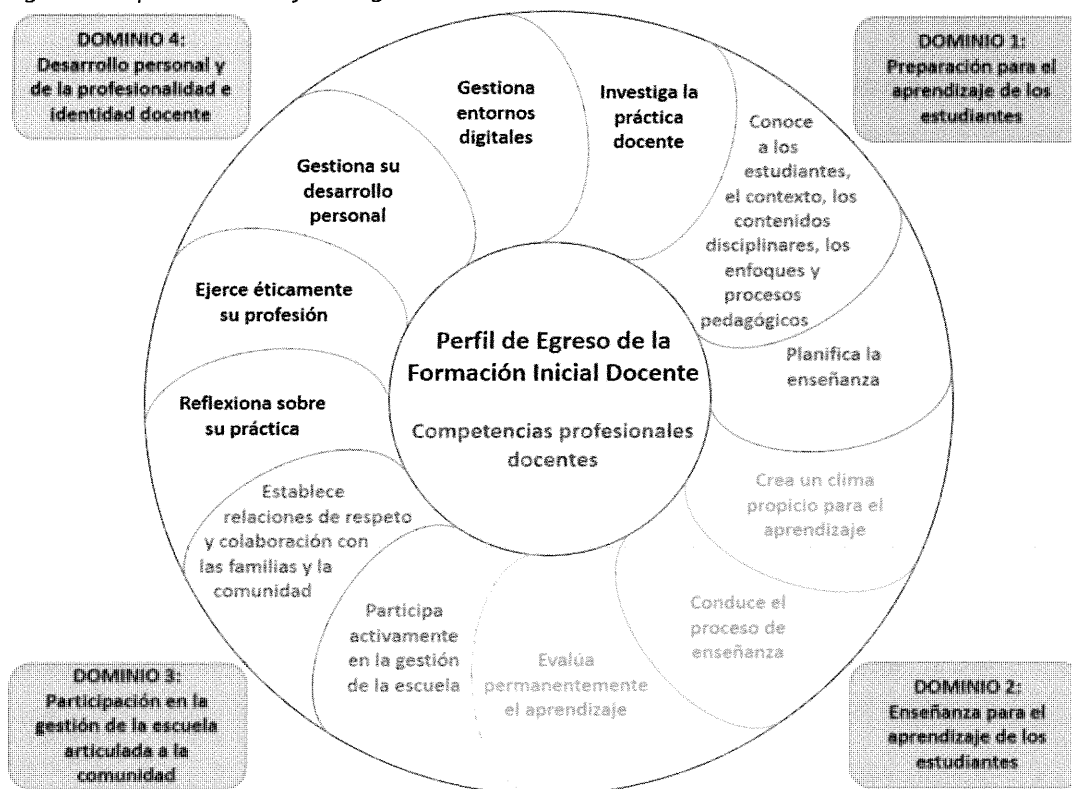 DOMINIO 4:
Desarrollo personal y
de la profesionalidad e
identidad docente
DOMINIO 1:
Preparación para el
aprendizaje de los
estudiantes
Gestiona
entornos
digitales
Investiga la
práctica
docente
Conoce
a los
estudiantes,
el contexto, los
contenidos
disciplinares, los
enfoques y
procesos
pedagógicos
Gestiona su
desarrollo
personal
Ejerce éticamente
su profesión
Perfil de Egreso de la
Formación Inicial Docente
Competencias profesionales
docentes
Planifica la
enseñanza
Reflexiona sobre
su práctica
Crea un clima
propicio para el
aprendizaje
Establece
relaciones de respeto
y colaboración con
las familias y la
comunidad
Conduce el
proceso de
enseñanza
Participa
activamente
en la gestión
de la escuela
Evalúa
permanentemente
el aprendizaje
DOMINIO 3:
Participación en la
gestión de la escuela
articulada a la
comunidad
DOMINIO 2:
Enseñanza para el
aprendizaje de los
estudiantes